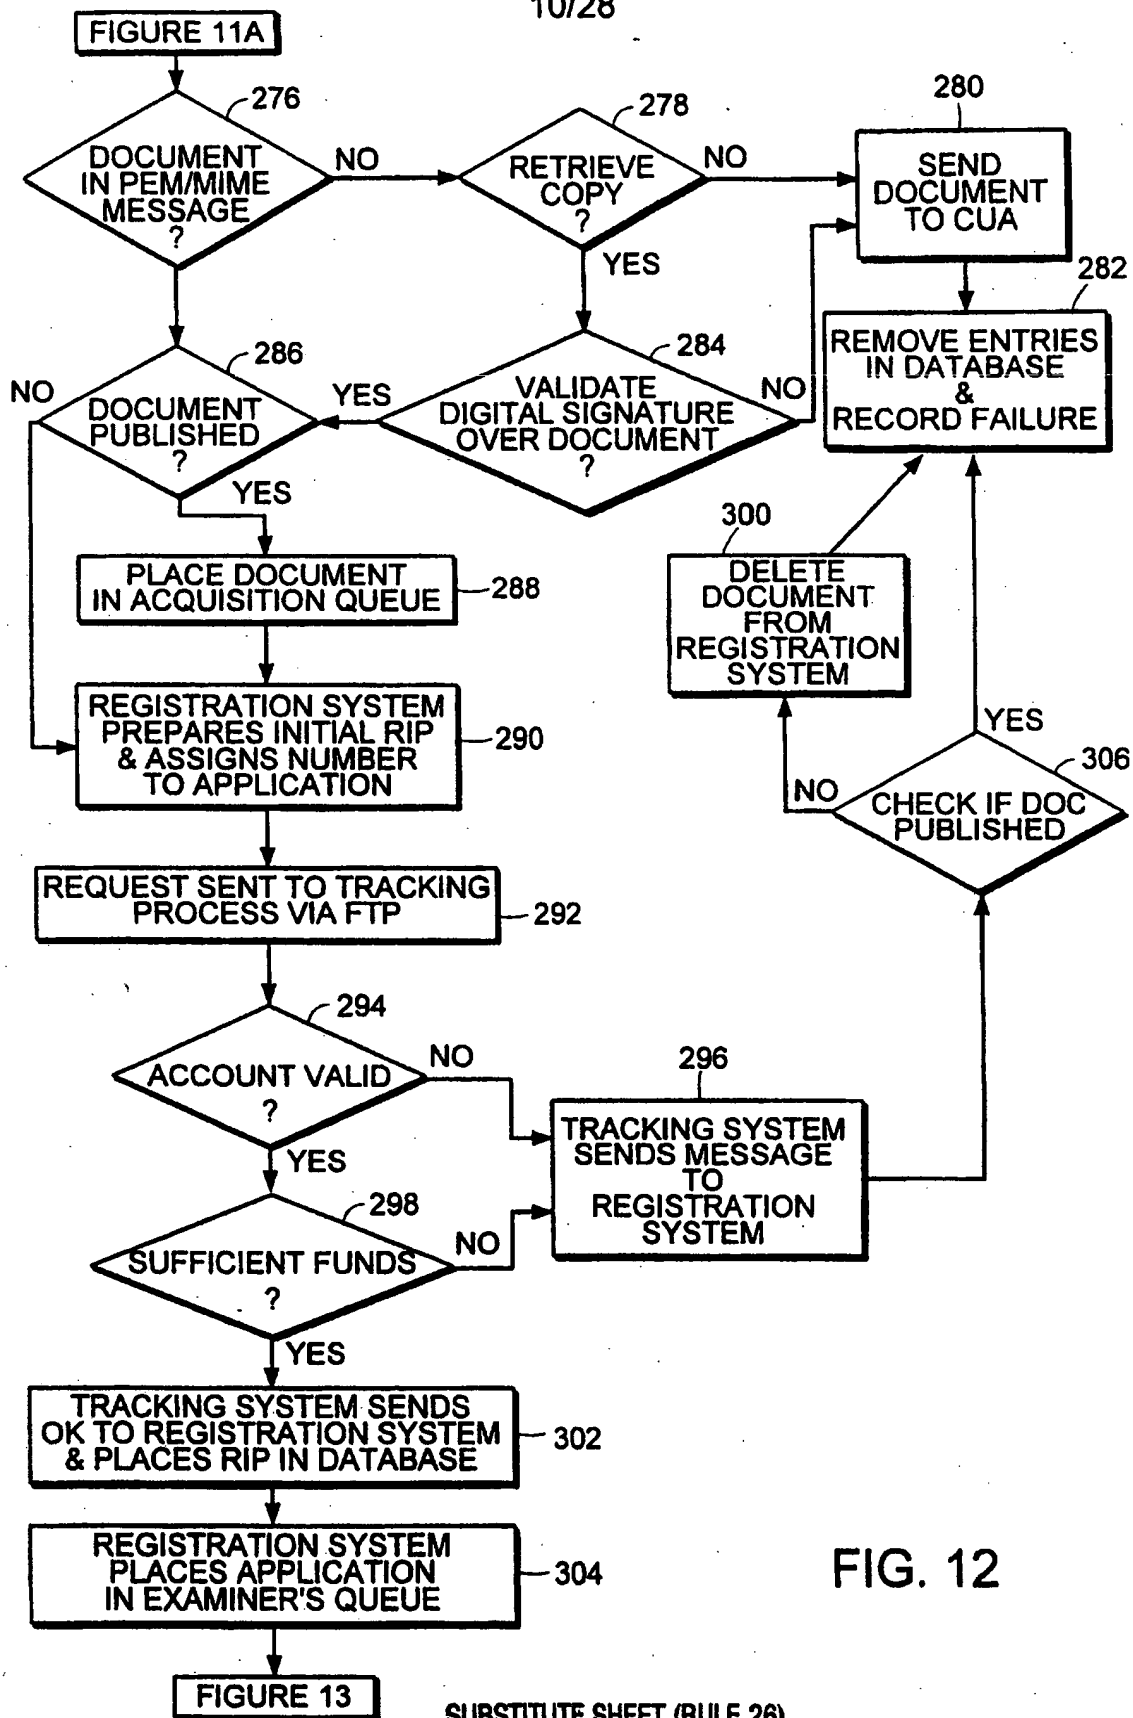 10/28
FIGURE 11A
276
DOCUMENT
IN PEM/MIME
MESSAGE
?
NO
278
RETRIEVE
COPY
?
NO
YES
280
SEND
DOCUMENT
TO CUA
282
REMOVE ENTRIES
IN DATABASE
&
RECORD FAILURE
284
VALIDATE
DIGITAL SIGNATURE
OVER DOCUMENT
?
NO
YES
286
DOCUMENT
PUBLISHED
?
NO
YES
PLACE DOCUMENT
IN ACQUISITION QUEUE
288
300
DELETE
DOCUMENT
FROM
REGISTRATION
SYSTEM
REGISTRATION SYSTEM
PREPARES INITIAL RIP
& ASSIGNS NUMBER
TO APPLICATION
290
YES
306
NO
CHECK IF DOC
PUBLISHED
REQUEST SENT TO TRACKING
PROCESS VIA FTP
292
294
ACCOUNT VALID
?
NO
YES
296
TRACKING SYSTEM
SENDS MESSAGE
TO
REGISTRATION
SYSTEM
298
SUFFICIENT FUNDS
?
NO
YES
TRACKING SYSTEM SENDS
OK TO REGISTRATION SYSTEM
& PLACES RIP IN DATABASE
302
REGISTRATION SYSTEM
PLACES APPLICATION
IN EXAMINER'S QUEUE
304
FIG. 12
FIGURE 13
SUBSTITUTE SHEET (RULE 26)